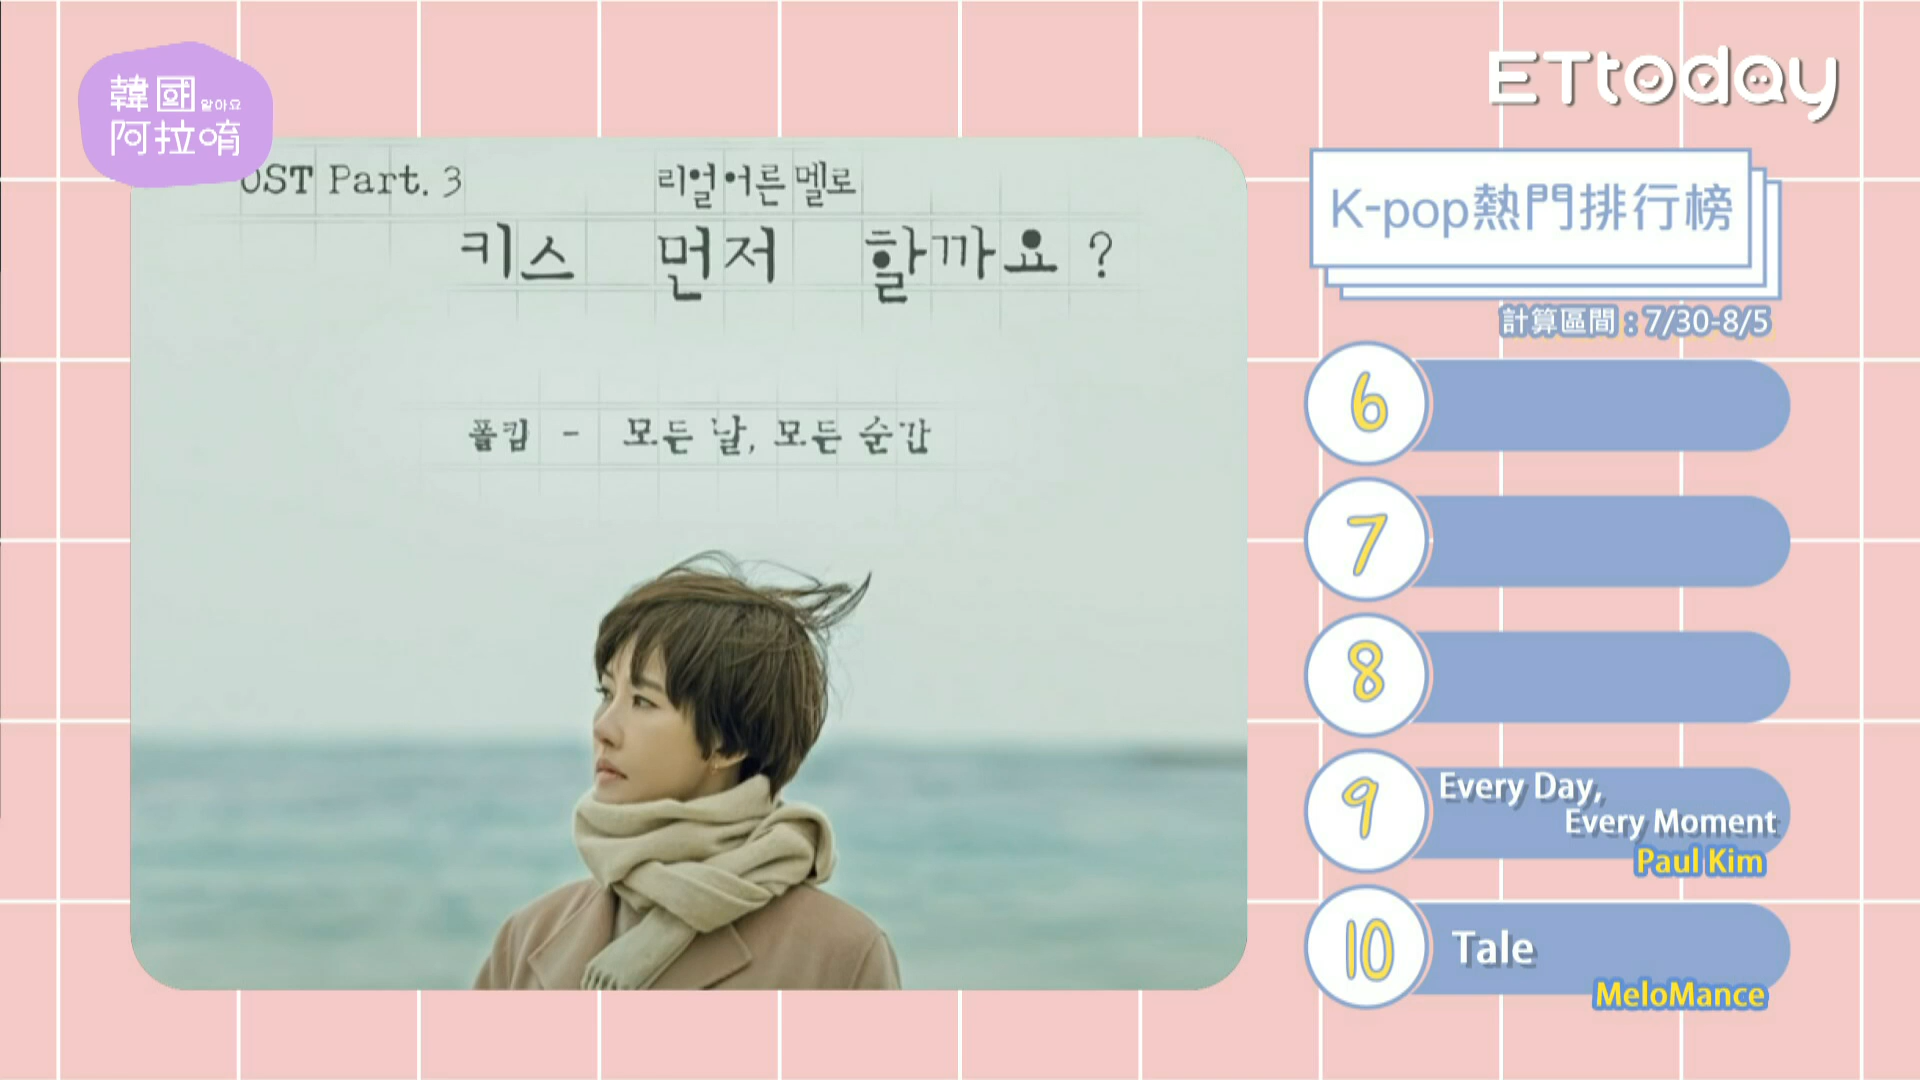 韓國 알아요
阿拉唷
ETtoday
OST Part. 3
리얼어른멜로
키스 먼저 할까요?
폴킴 - 모든 날, 모든 순간
K-pop熱門排行榜
計算區間：7/30-8/5
6
7
8
9
Every Day,
Every Moment
Paul Kim
10
Tale
MeloMance